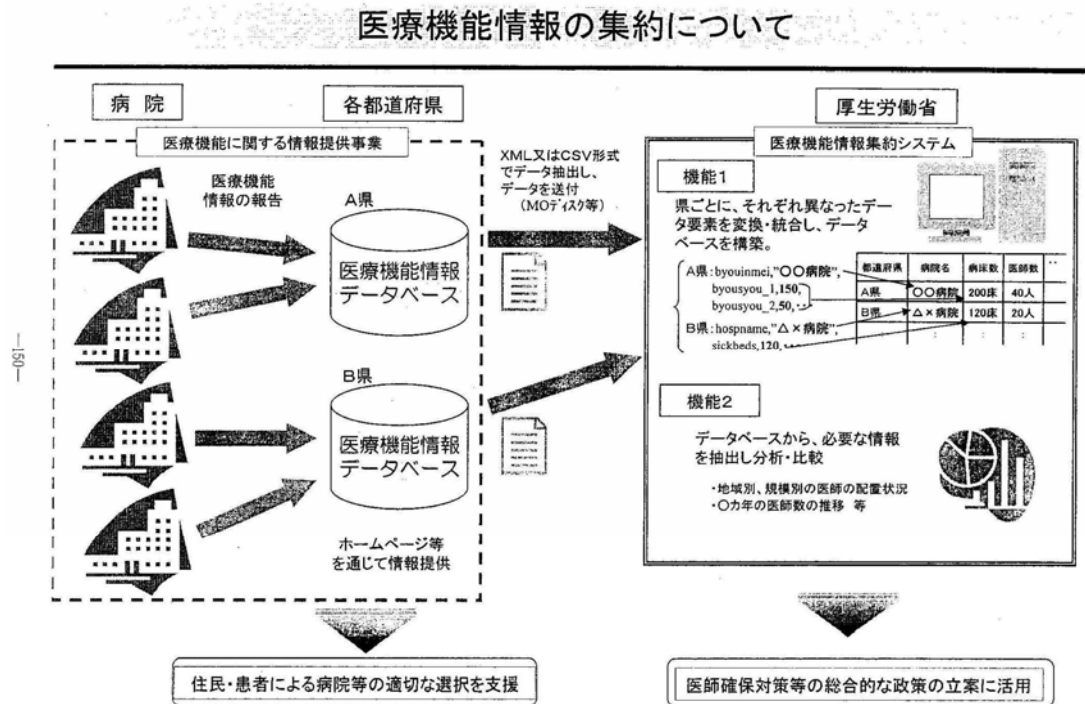 医療機能情報の集約について
病院
各都道府県
厚生労働省
医療機能に関する情報提供事業
医療機能
情報の報告
A県
医療機能情報
データベース
B県
医療機能情報
データベース
ホームページ等
を通じて情報提供
XML又はCSV形式
でデータ抽出し、
データを送付
（MOディスク等）
医療機能情報集約システム
機能1
県ごとに、それぞれ異なったデー
タ要素を変換・統合し、データ
ベースを構築。
A県：byouinmei,"〇〇病院",
byousyou_1,150,
byousyou_2,50,‥
B県：hospname,"△×病院",
sickbeds,120,‥‥
都道府県 病院名 病床数 医師数 ‥
A県 〇〇病院 200床 40人
B県 △×病院 120床 20人
： ： ：
機能2
データベースから、必要な情報
を抽出し分析・比較
・地域別、規模別の医師の配置状況
・〇カ年の医師数の推移 等
住民・患者による病院等の適切な選択を支援
医師確保対策等の総合的な政策の立案に活用
—150—